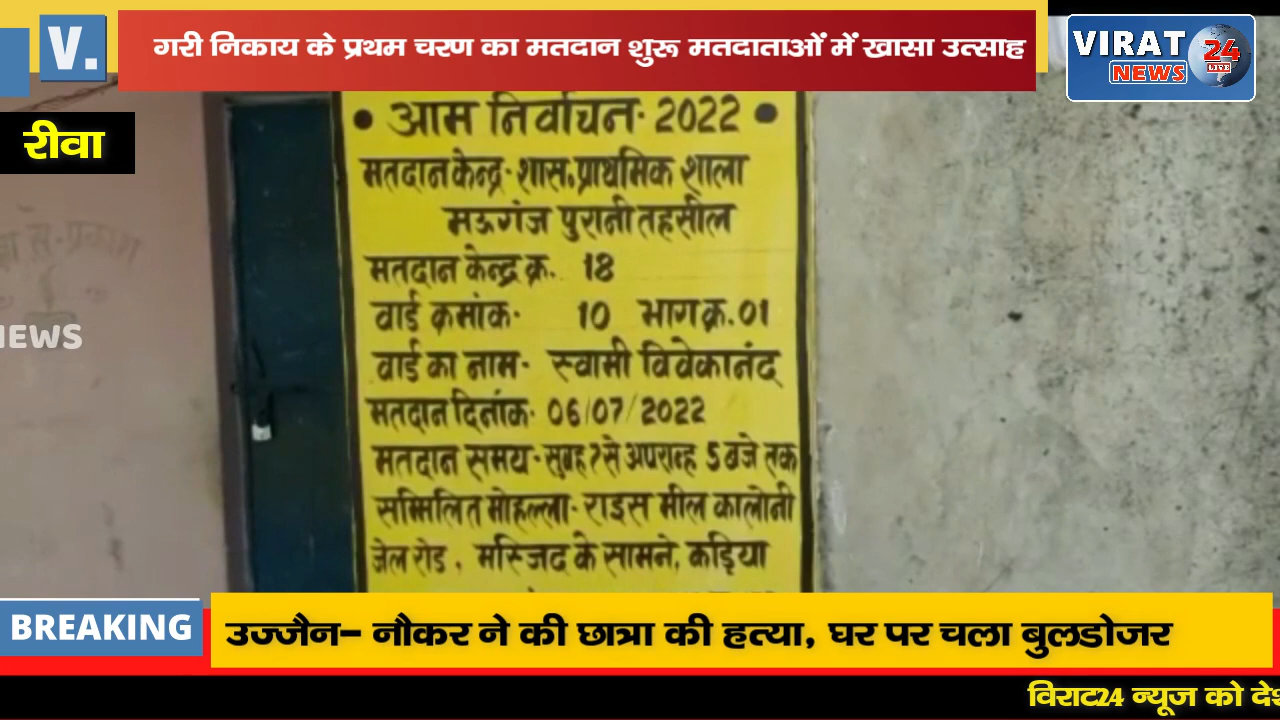 V.
गरी निकाय के प्रथम चरण का मतदान शुरू मतदाताओं में खासा उत्साह
VIRAT
24
NEWS
LIVE
रीवा
• आम निर्वाचन- 2022 •
मतदान केन्द्र- शास. प्राथमिक शाला
मऊगंज पुरानी तहसील
मतदान केन्द्र क्र. 18
वार्ड क्रमांक- 10 भाग क्र. 01
वार्ड का नाम- स्वामी विवेकानंद
मतदान दिनांक- 06/07/2022
मतदान समय- सुबह 7 से अपरान्ह 5 बजे तक
सम्मिलित मोहल्ला- राइस मील कालोनी
जेल रोड, मस्जिद के सामने, कड़िया
NEWS
BREAKING
उज्जैन– नौकर ने की छात्रा की हत्या, घर पर चला बुलडोजर
विराट24 न्यूज को